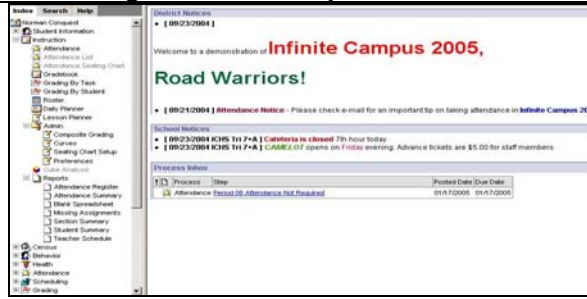 Index Search Help
Norman Conquest
Student Information
Instruction
Attendance
Attendance List
Attendance Seating Chart
Gradebook
Grading By Task
Grading By Student
Roster
Daily Planner
Lesson Planner
Admin
Composite Grading
Curves
Seating Chart Setup
Preferences
Cube Analysis
Reports
Attendance Register
Attendance Summary
Blank Spreadsheet
Missing Assignments
Section Summary
Student Summary
Teacher Schedule
Census
Behavior
Health
Attendance
Scheduling
Grading
District Notices
• [ 09/23/2004 ]
Welcome to a demonstration of Infinite Campus 2005,
Road Warriors!
• [ 09/21/2004 ] Attendance Notice - Please check e-mail for an important tip on taking attendance in Infinite Campus 20
School Notices
• [ 09/23/2004 ICHS Tri 7+A ] Cafeteria is closed 7th hour today
• [ 09/23/2004 ICHS Tri 7+A ] CAMELOT opens on Friday evening. Advance tickets are $5.00 for staff members.
Process Inbox
Process Step Posted Date Due Date
Attendance Period 08 Attendance Not Required 01/17/2005 01/17/2005